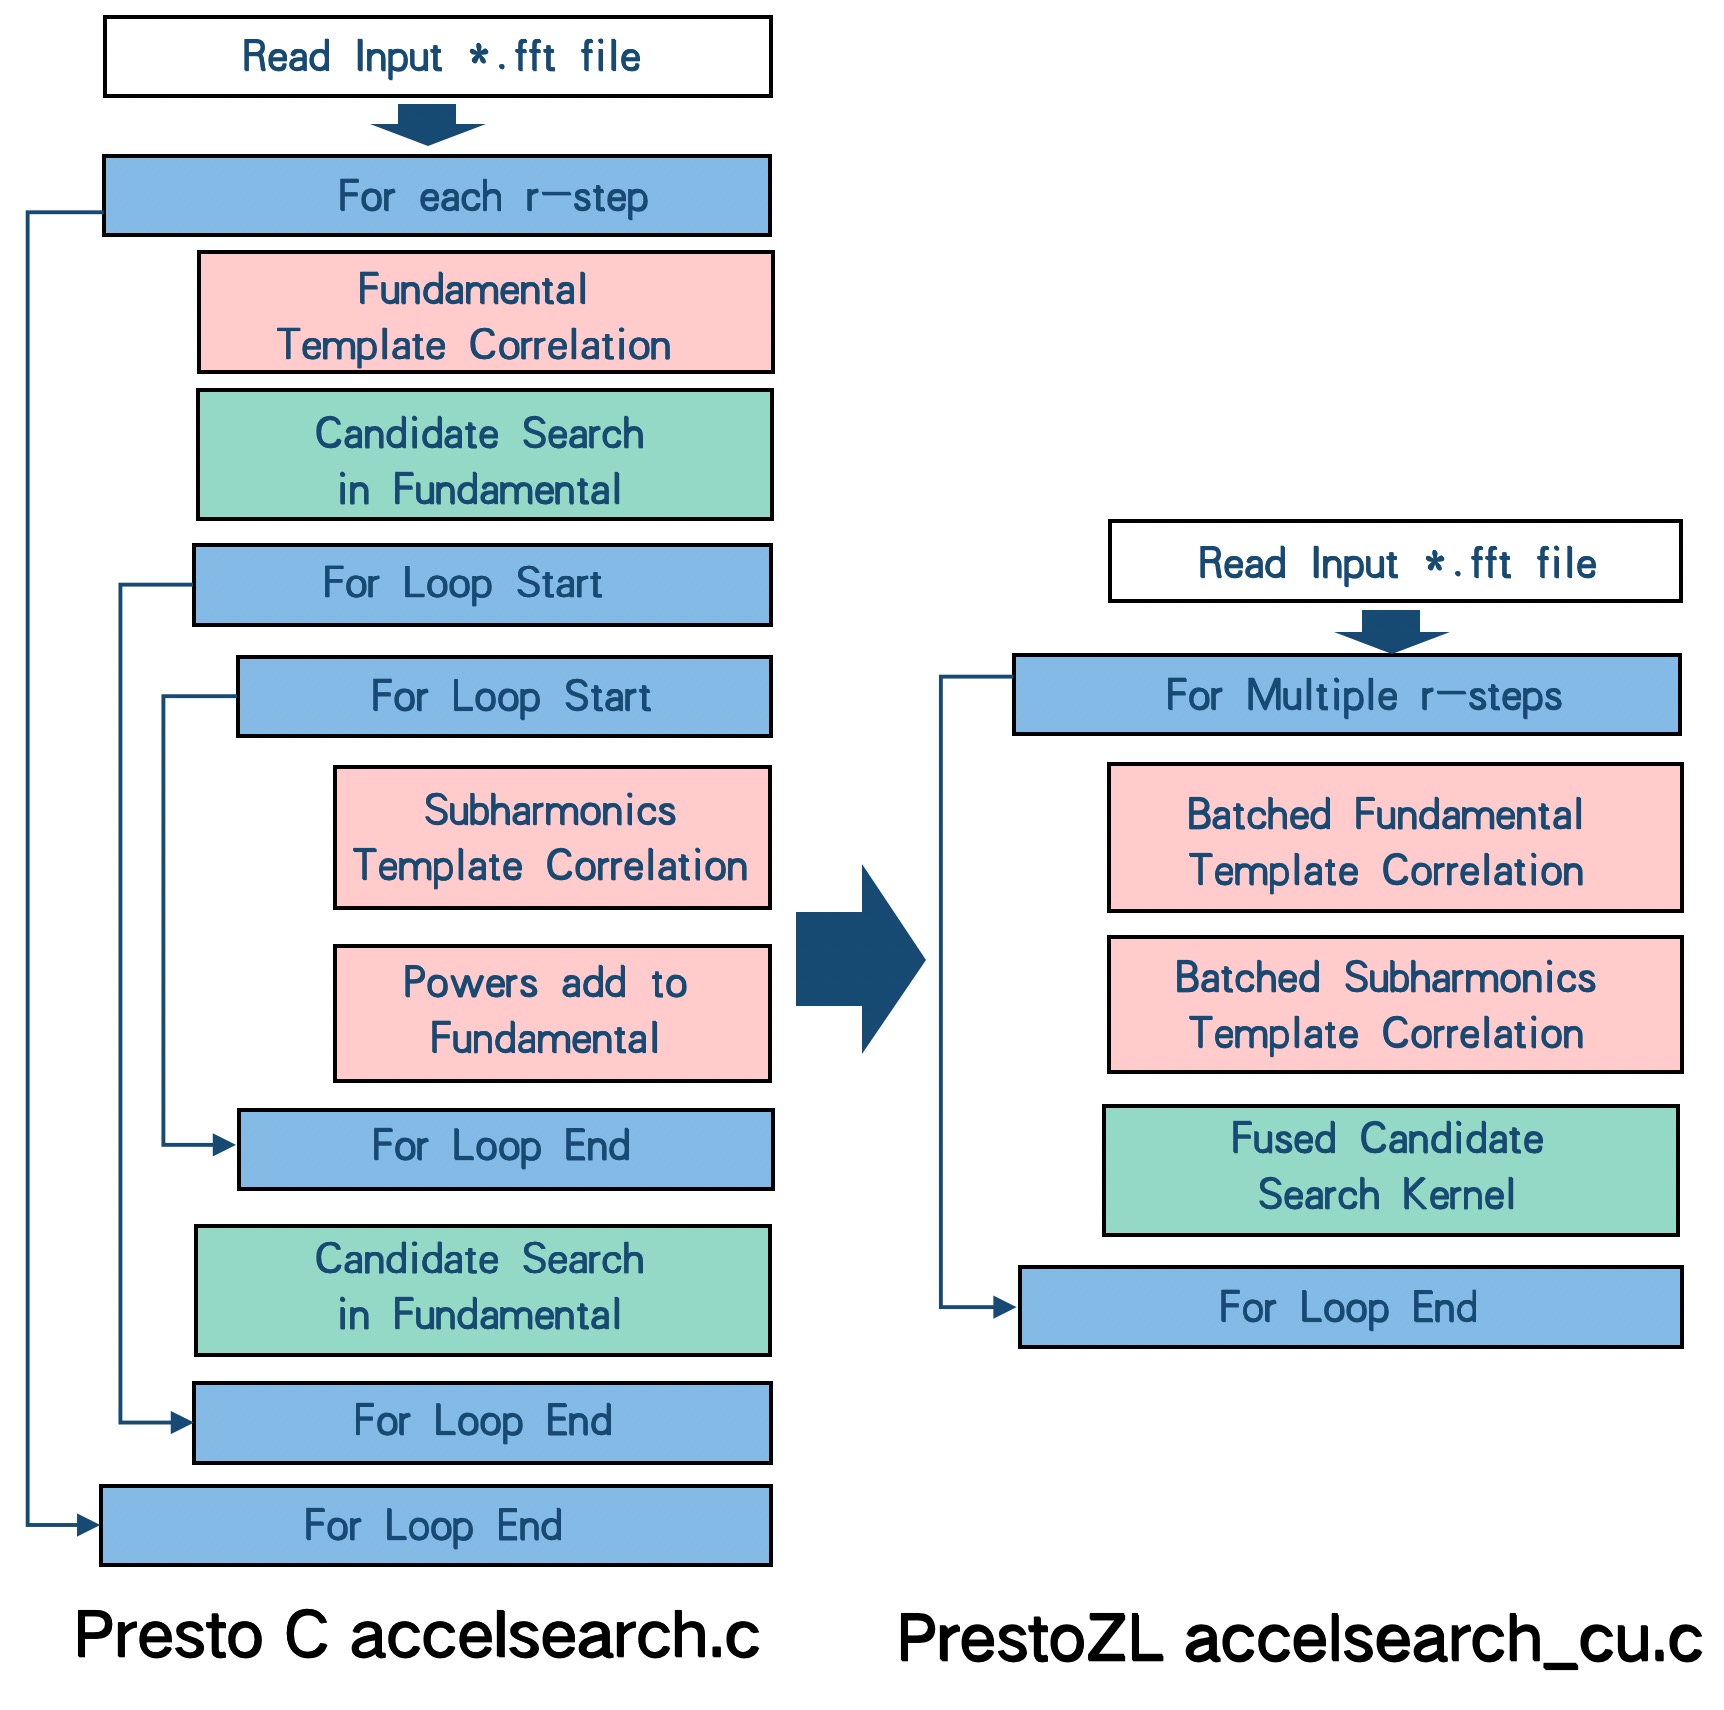 Read Input *.fft file
For each r-step
Fundamental
Template Correlation
Candidate Search
in Fundamental
For Loop Start
For Loop Start
Subharmonics
Template Correlation
Powers add to
Fundamental
For Loop End
Candidate Search
in Fundamental
For Loop End
For Loop End
Presto C accelsearch.c
Read Input *.fft file
For Multiple r-steps
Batched Fundamental
Template Correlation
Batched Subharmonics
Template Correlation
Fused Candidate
Search Kernel
For Loop End
PrestoZL accelsearch_cu.c